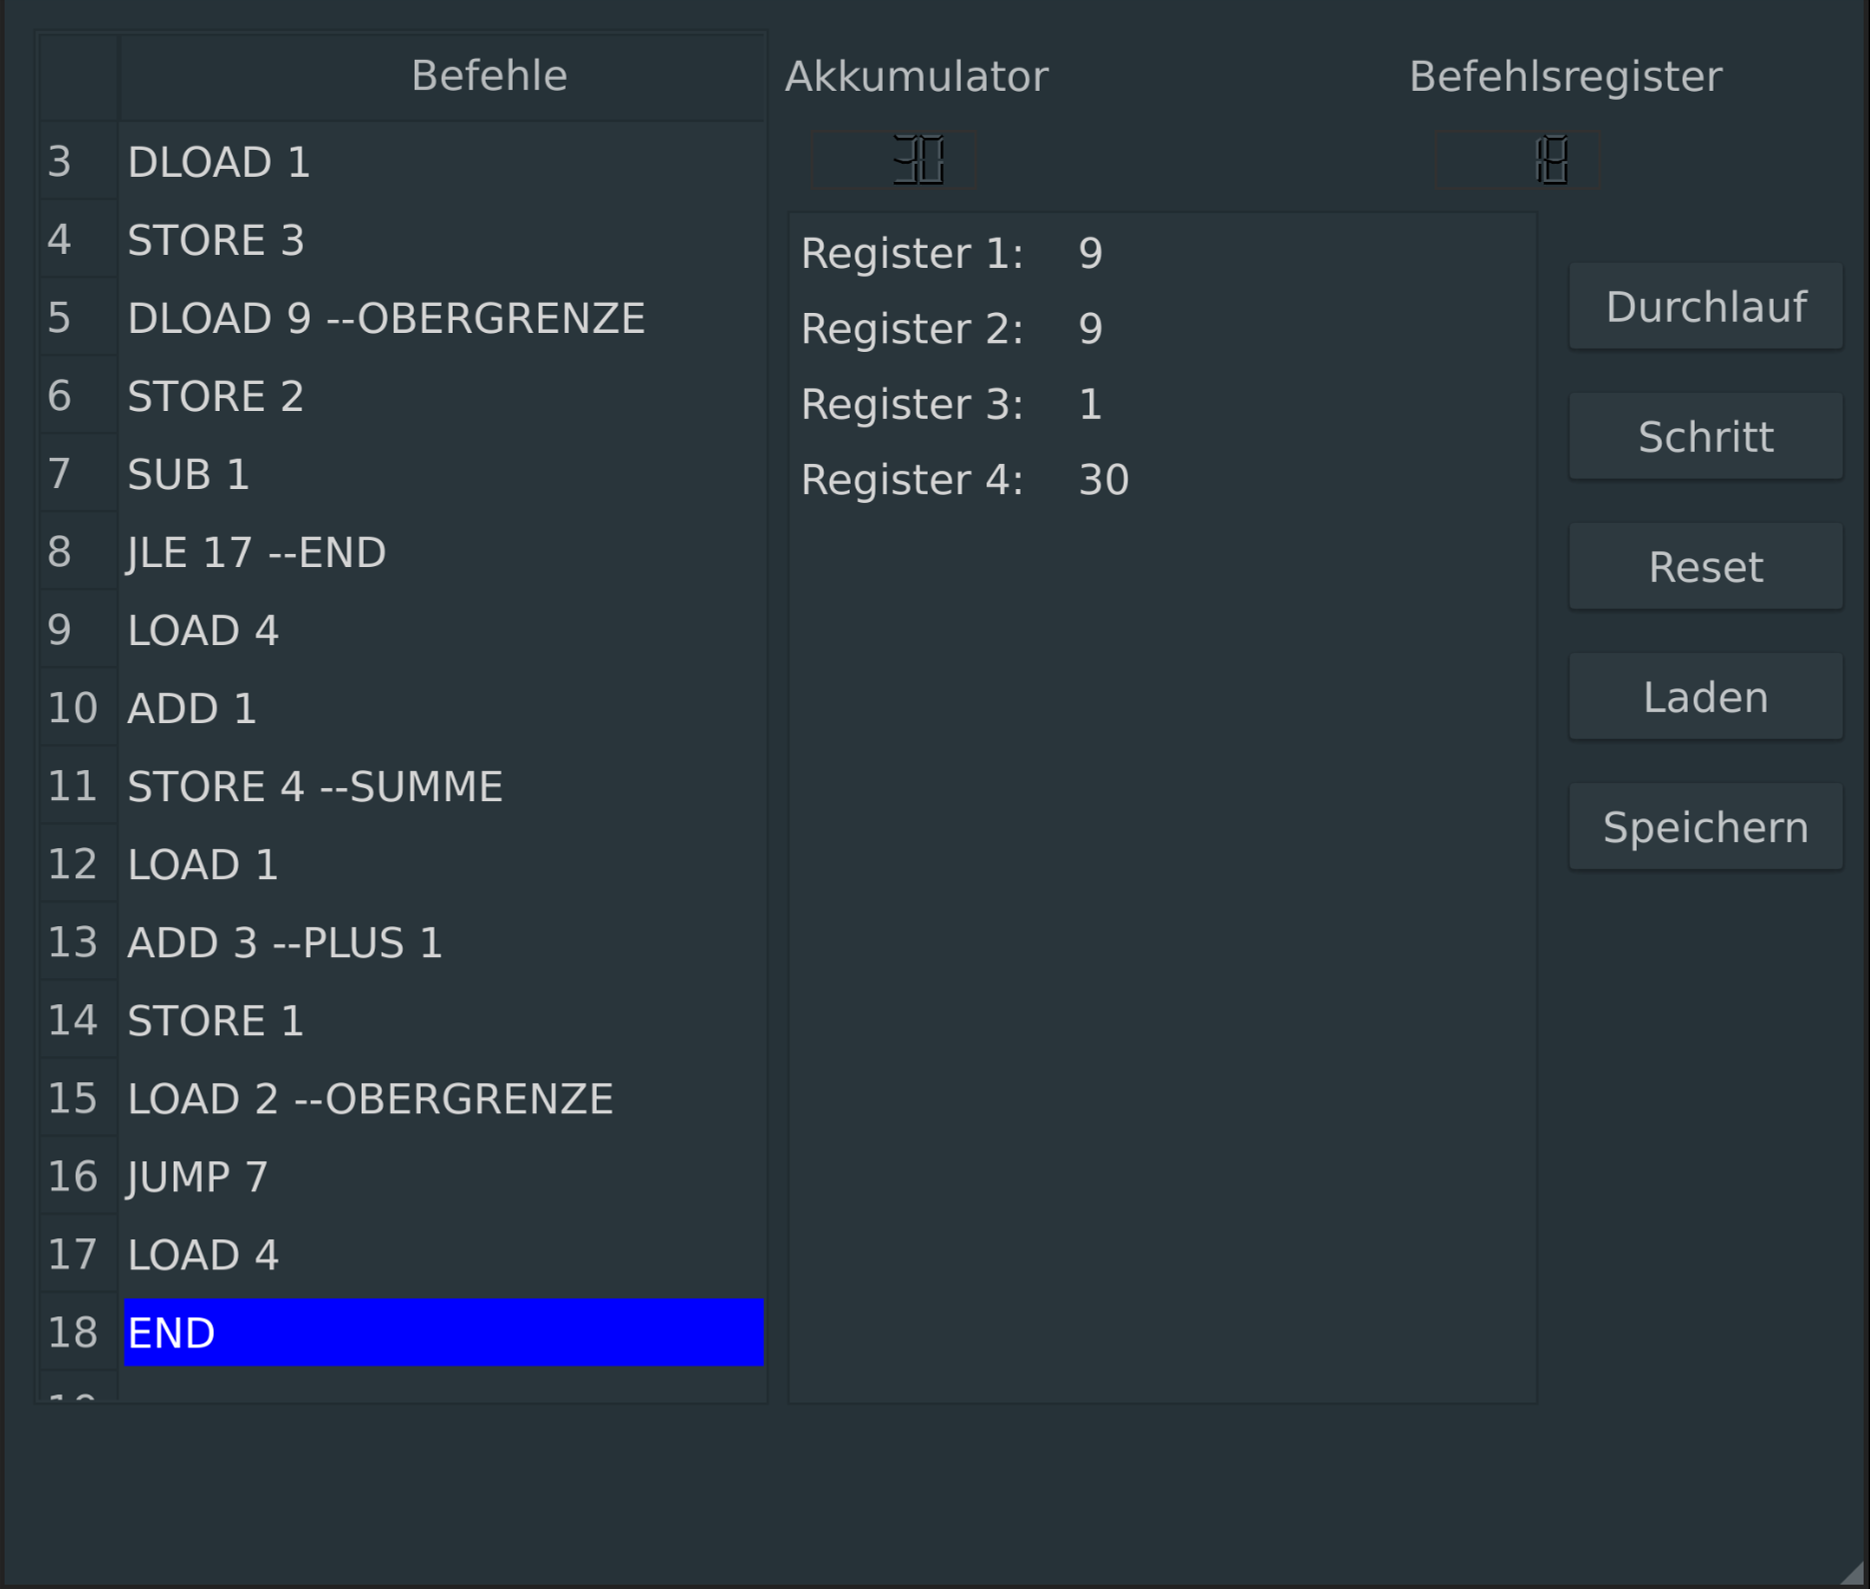 Befehle
Akkumulator
Befehlsregister
30
18
3 DLOAD 1
4 STORE 3
5 DLOAD 9 --OBERGRENZE
6 STORE 2
7 SUB 1
8 JLE 17 --END
9 LOAD 4
10 ADD 1
11 STORE 4 --SUMME
12 LOAD 1
13 ADD 3 --PLUS 1
14 STORE 1
15 LOAD 2 --OBERGRENZE
16 JUMP 7
17 LOAD 4
18 END
Register 1: 9
Register 2: 9
Register 3: 1
Register 4: 30
Durchlauf
Schritt
Reset
Laden
Speichern